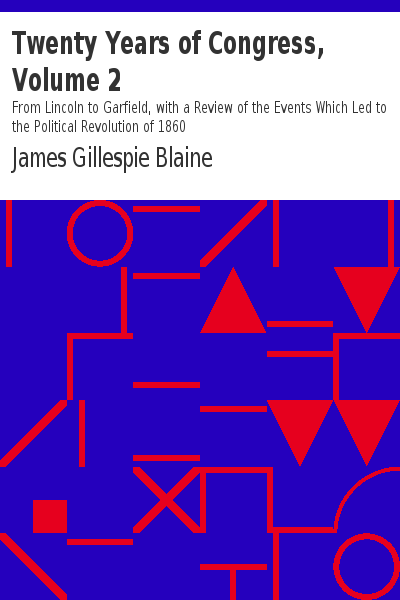 Twenty Years of Congress,
Volume 2
From Lincoln to Garfield, with a Review of the Events Which Led to
the Political Revolution of 1860
James Gillespie Blaine